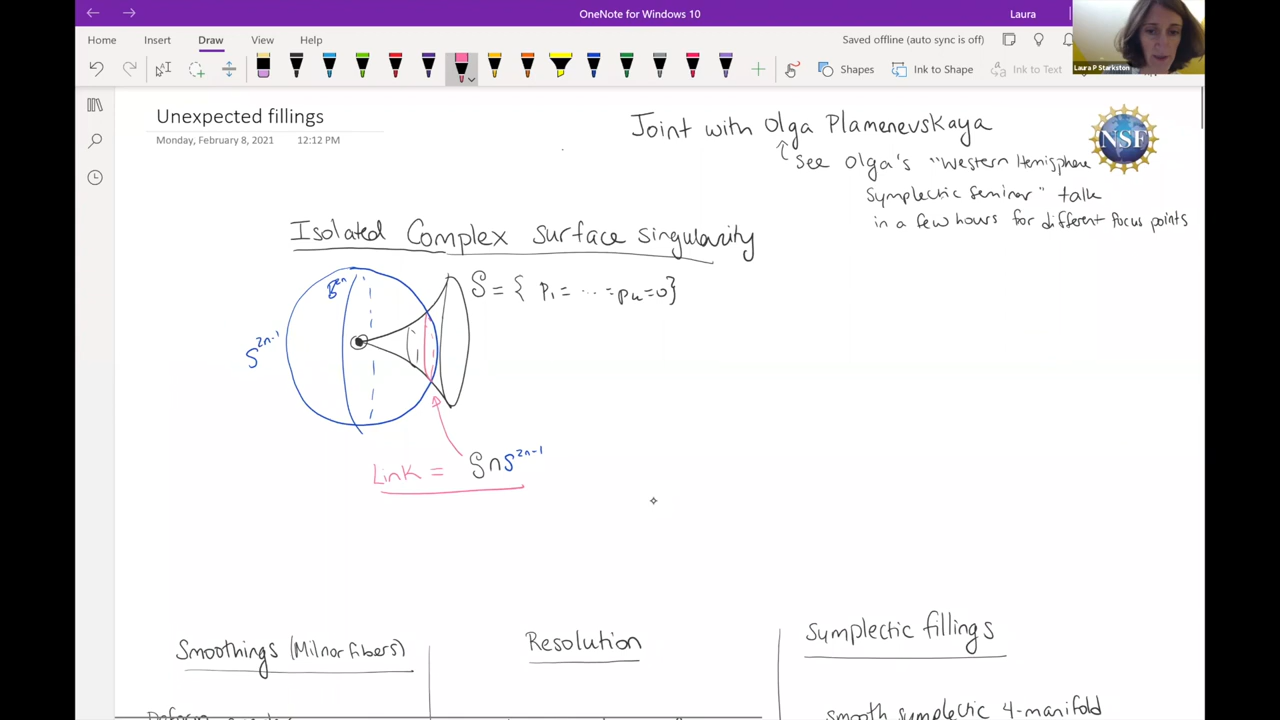 OneNote for Windows 10
Laura
Home
Insert
Draw
View
Help
Saved offline (auto sync is off)
Laura P Starkston
Shapes
Ink to Shape
Ink to Text
Unexpected fillings
Monday, February 8, 2021
12:12 PM
Joint with Olga Plamenevskaya
See Olga's "Western Hemisphere
Symplectic Seminar" talk
in a few hours for different focus points
NSF
Isolated Complex surface singularity
S = { p₁ = ... = pₖ = 0 }
B²ⁿ
S²ⁿ⁻¹
Link = S∩S²ⁿ⁻¹
Smoothings (Milnor fibers)
Resolution
Symplectic fillings
smooth symplectic 4-manifold